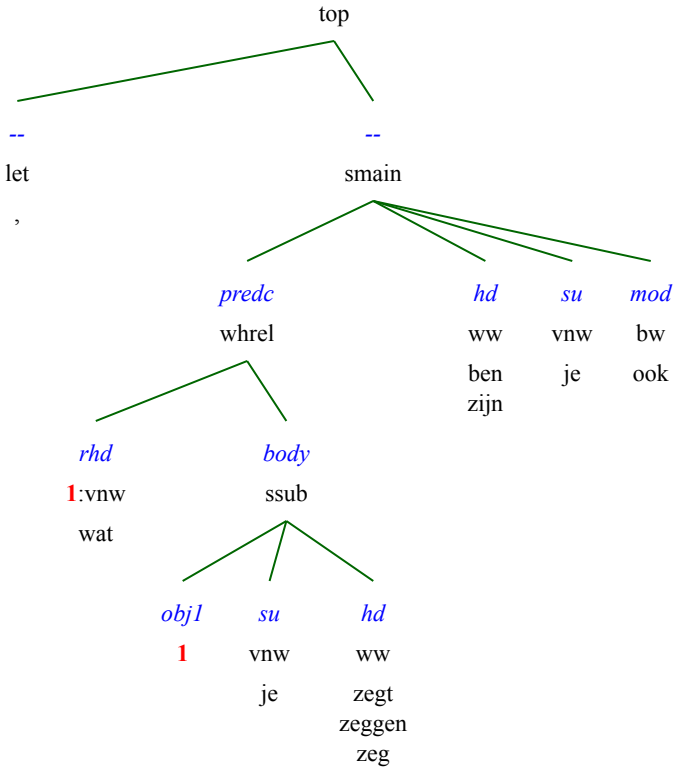 top
-- --
let smain
,
predc hd su mod
whrel ww vnw bw
ben je ook
zijn
rhd body
1:vnw ssub
wat
obj1 su hd
1 vnw ww
je zegt
zeggen
zeg